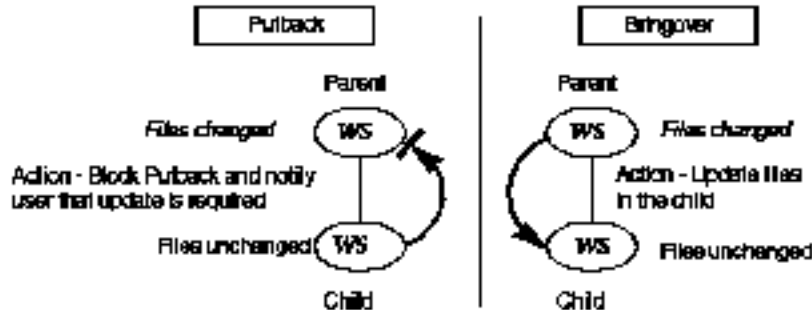 Putback
Parent
Files changed
WS
Action - Block Putback and notify
user that update is required
Files unchanged
WS
Child
Bringover
Parent
WS
Files changed
Action - Update files
in the child
WS
Files unchanged
Child